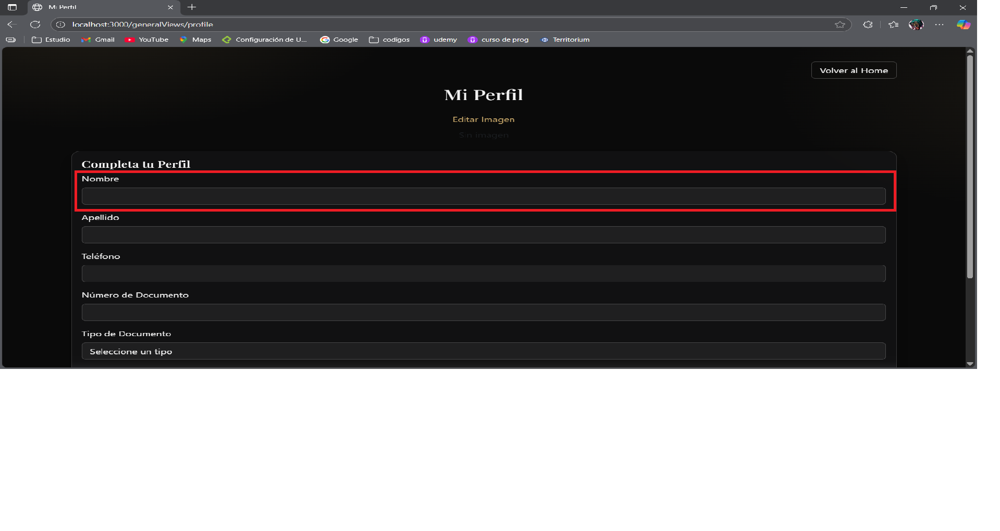 Mi Perfil
localhost:3000/generalViews/profile
Estudio Gmail YouTube Maps Configuración de U... Google codigos udemy curso de prog Territorium
Volver al Home
Mi Perfil
Editar Imagen
Sin imagen
Completa tu Perfil
Nombre
Apellido
Teléfono
Número de Documento
Tipo de Documento
Seleccione un tipo